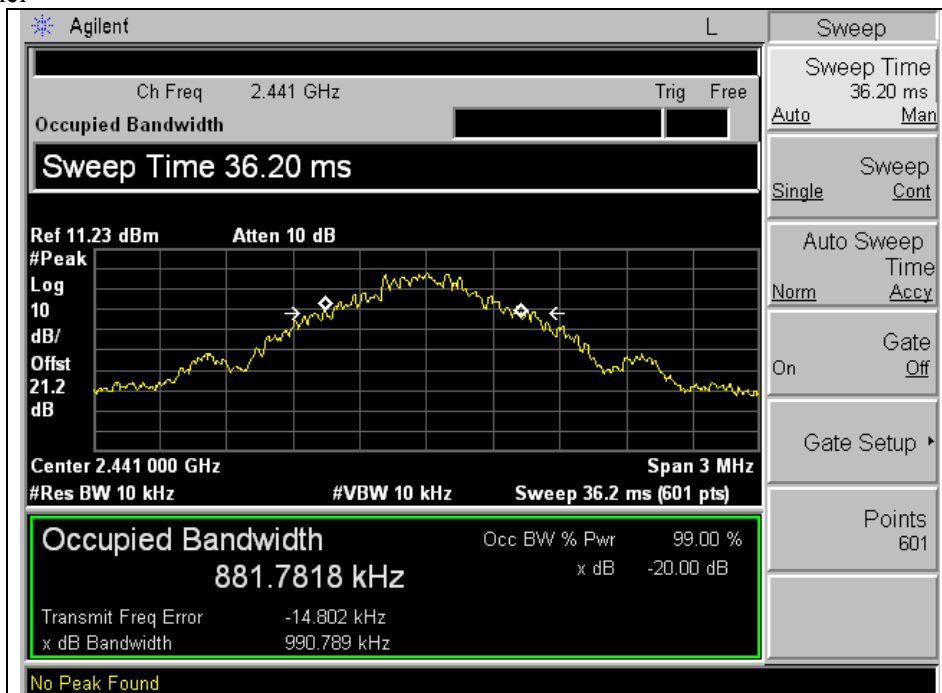 Agilent L Sweep
Ch Freq 2.441 GHz Trig Free
Occupied Bandwidth
Sweep Time 36.20 ms
Ref 11.23 dBm Atten 10 dB
#Peak
Log
10
dB/
Offst
21.2
dB
Center 2.441 000 GHz Span 3 MHz
#Res BW 10 kHz #VBW 10 kHz Sweep 36.2 ms (601 pts)
Occupied Bandwidth Occ BW % Pwr 99.00 %
881.7818 kHz x dB -20.00 dB
Transmit Freq Error -14.802 kHz
x dB Bandwidth 990.789 kHz
No Peak Found
Sweep Time
36.20 ms
Auto Man
Sweep
Single Cont
Auto Sweep
Time
Norm Accy
Gate
On Off
Gate Setup
Points
601